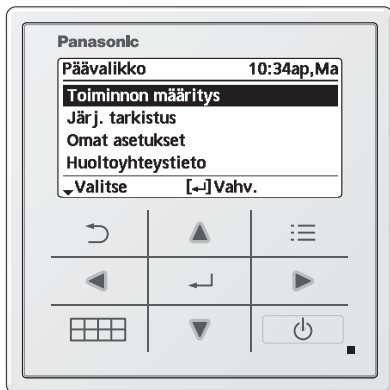 Panasonic
Päävalikko 10:34ap,Ma
Toiminnon määritys
Järj. tarkistus
Omat asetukset
Huoltoyhteystieto
Valitse [↵] Vahv.